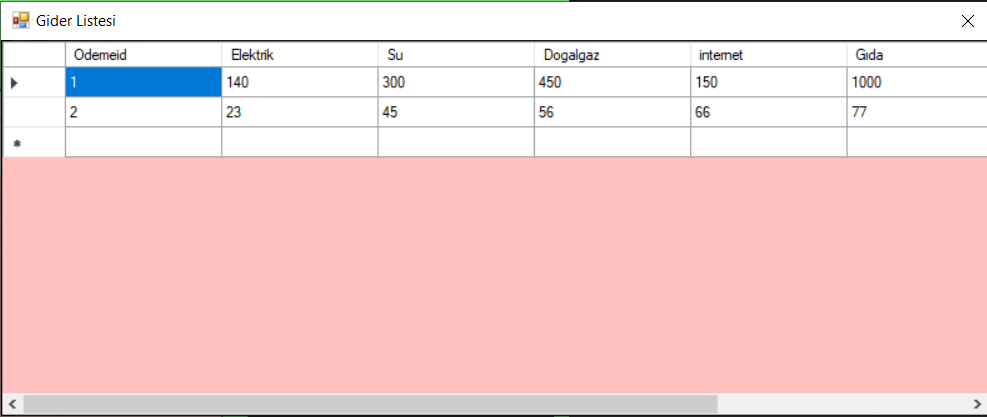 Gider Listesi
Odemeid Elektrik Su Dogalgaz internet Gıda
1 140 300 450 150 1000
2 23 45 56 66 77